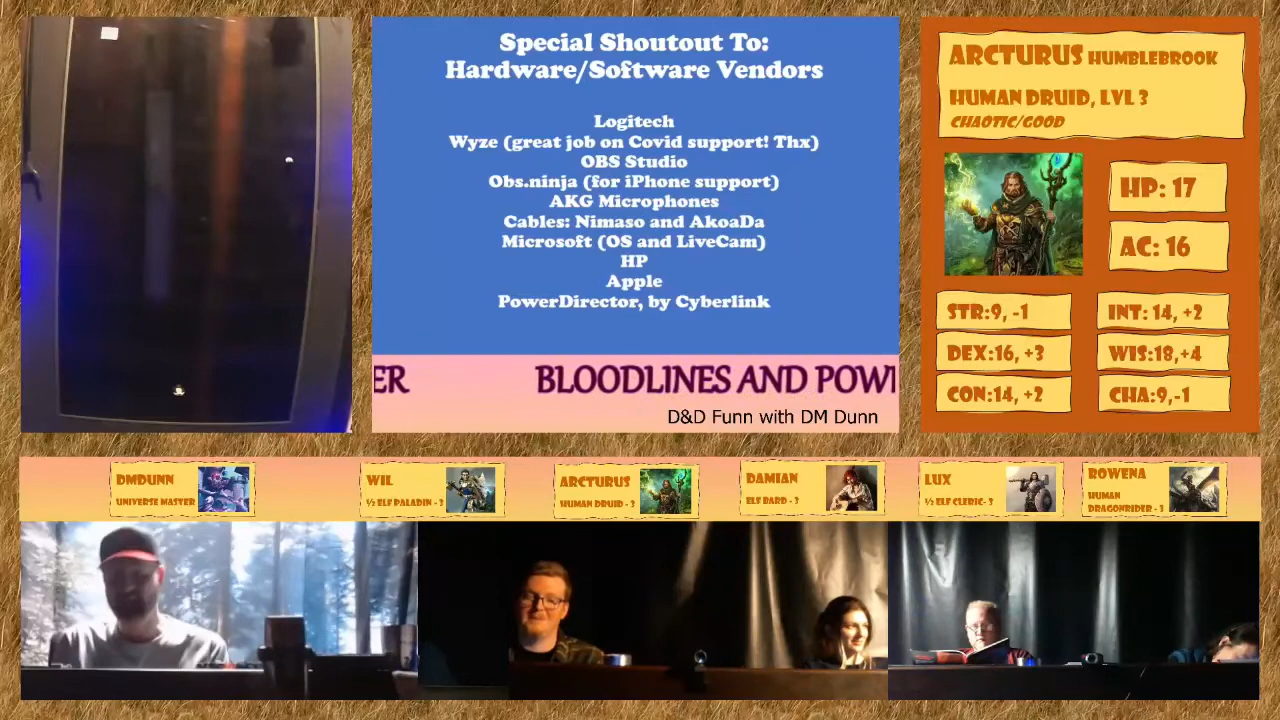 Special Shoutout To:
Hardware/Software Vendors
Logitech
Wyze (great job on Covid support! Thx)
OBS Studio
Obs.ninja (for iPhone support)
AKG Microphones
Cables: Nimaso and AkoaDa
Microsoft (OS and LiveCam)
HP
Apple
PowerDirector, by Cyberlink
ER BLOODLINES AND POW
D&D Funn with DM Dunn
ARCTURUS HUMBLEBROOK
HUMAN DRUID, LVL 3
CHAOTIC/GOOD
HP: 17
AC: 16
STR:9, -1
INT: 14, +2
DEX:16, +3
WIS:18,+4
CON:14, +2
CHA:9,-1
DMDUNN
UNIVERSE MASTER
WIL
½ ELF PALADIN - 3
ARCTURUS
HUMAN DRUID - 3
DAMIAN
ELF BARD - 3
LUX
½ ELF CLERIC- 3
ROWENA
HUMAN
DRAGONRIDER - 3